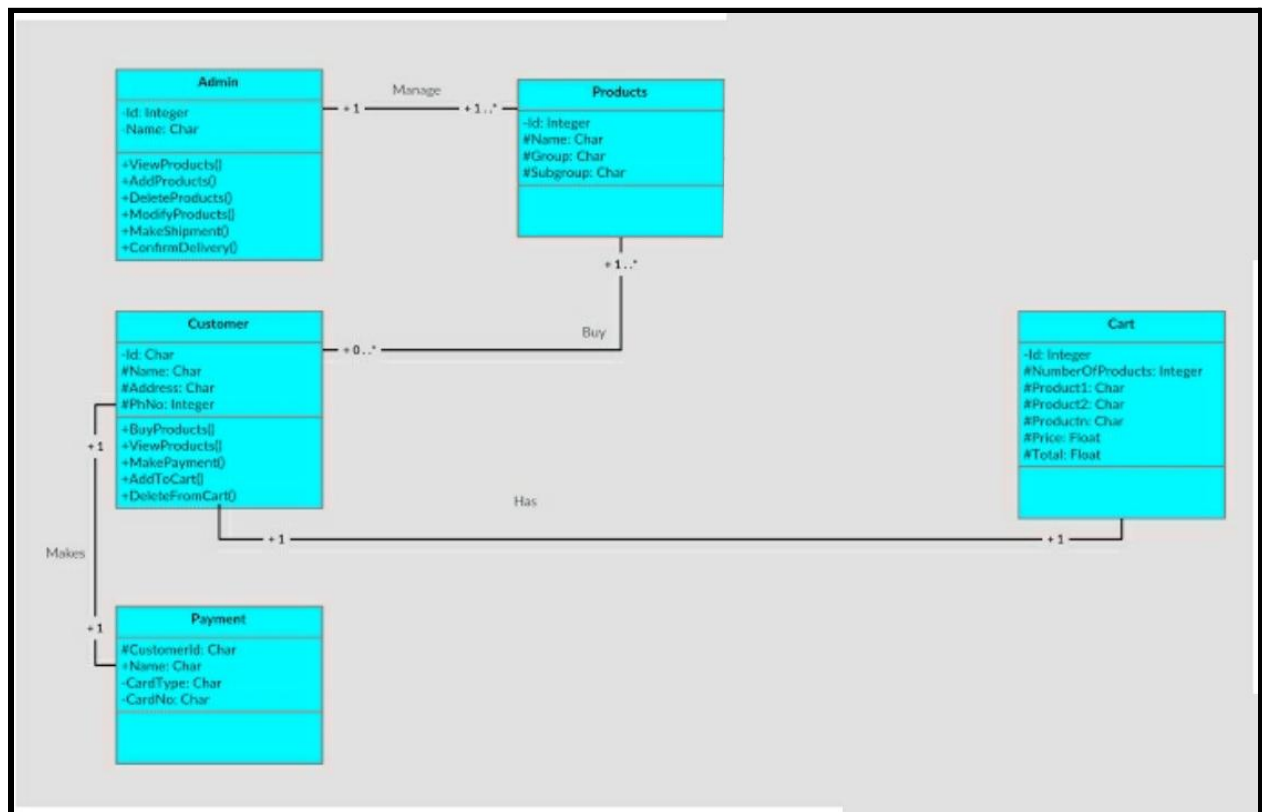 Admin
-Id: Integer
-Name: Char
+ViewProducts()
+AddProducts()
+DeleteProducts()
+ModifyProducts()
+MakeShipment()
+ConfirmDelivery()
+1
Manage
+1..*
Products
-Id: Integer
#Name: Char
#Group: Char
#Subgroup: Char
+1..*
Buy
+0..*
Customer
-Id: Char
#Name: Char
#Address: Char
#PhNo: Integer
+BuyProducts()
+ViewProducts()
+MakePayment()
+AddToCart()
+DeleteFromCart()
Cart
-Id: Integer
#NumberOfProducts: Integer
#Product1: Char
#Product2: Char
#Productn: Char
#Price: Float
#Total: Float
Has
+1
+1
+1
Makes
+1
Payment
#CustomerId: Char
+Name: Char
-CardType: Char
-CardNo: Char